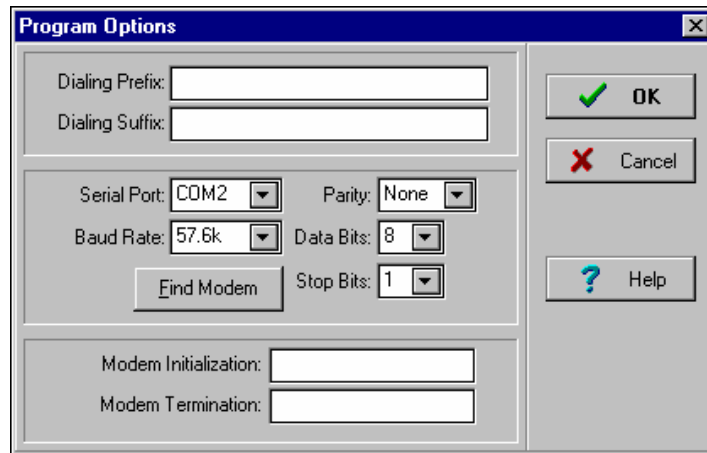 Program Options
Dialing Prefix:
Dialing Suffix:
Serial Port: COM2 Parity: None
Baud Rate: 57.6k Data Bits: 8
Find Modem Stop Bits: 1
Modem Initialization:
Modem Termination:
OK
Cancel
Help